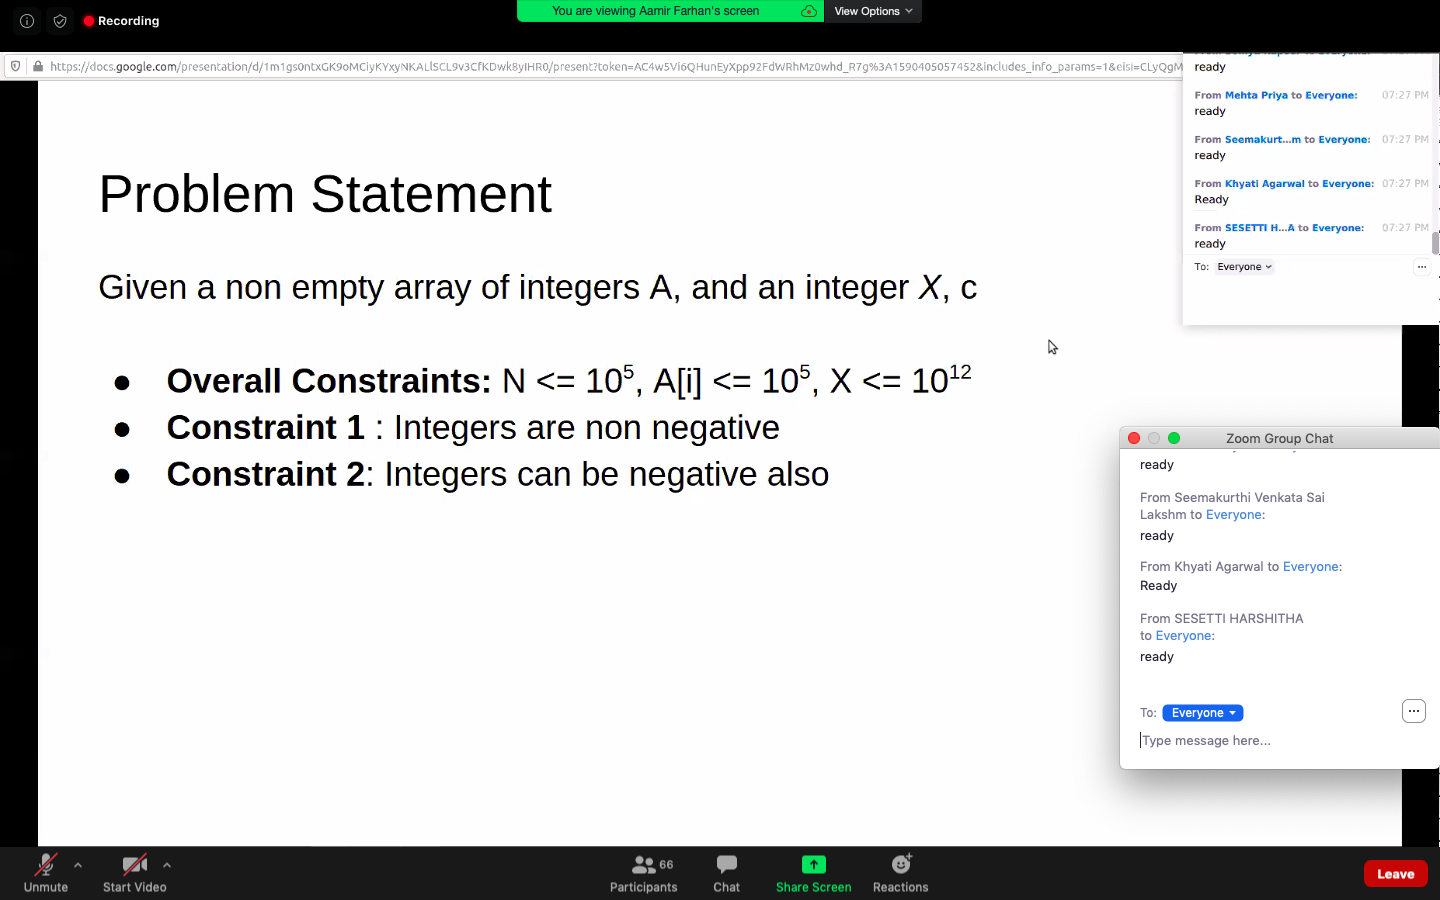 Recording
You are viewing Aamir Farhan's screen
View Options
https://docs.google.com/presentation/d/1m1gs0ntxGK9oMCiyKYxyNKALlSCL9v3CfKDwk8yIHR0/present?token=AC4w5Vi6QHunEyXpp92FdWRhMz0whd_R7g%3A1590405057452&includes_info_params=1&eisi=CLyQgM
ready
From Mehta Priya to Everyone: 07:27 PM
ready
From Seemakurt...m to Everyone: 07:27 PM
ready
From Khyati Agarwal to Everyone: 07:27 PM
Ready
From SESETTI H...A to Everyone: 07:27 PM
ready
To: Everyone
Problem Statement
Given a non empty array of integers A, and an integer X, c
● Overall Constraints: N <= 10⁵, A[i] <= 10⁵, X <= 10¹²
● Constraint 1 : Integers are non negative
● Constraint 2: Integers can be negative also
Zoom Group Chat
ready
From Seemakurthi Venkata Sai
Lakshm to Everyone:
ready
From Khyati Agarwal to Everyone:
Ready
From SESETTI HARSHITHA
to Everyone:
ready
To: Everyone
Type message here...
Unmute
Start Video
66
Participants
Chat
Share Screen
Reactions
Leave